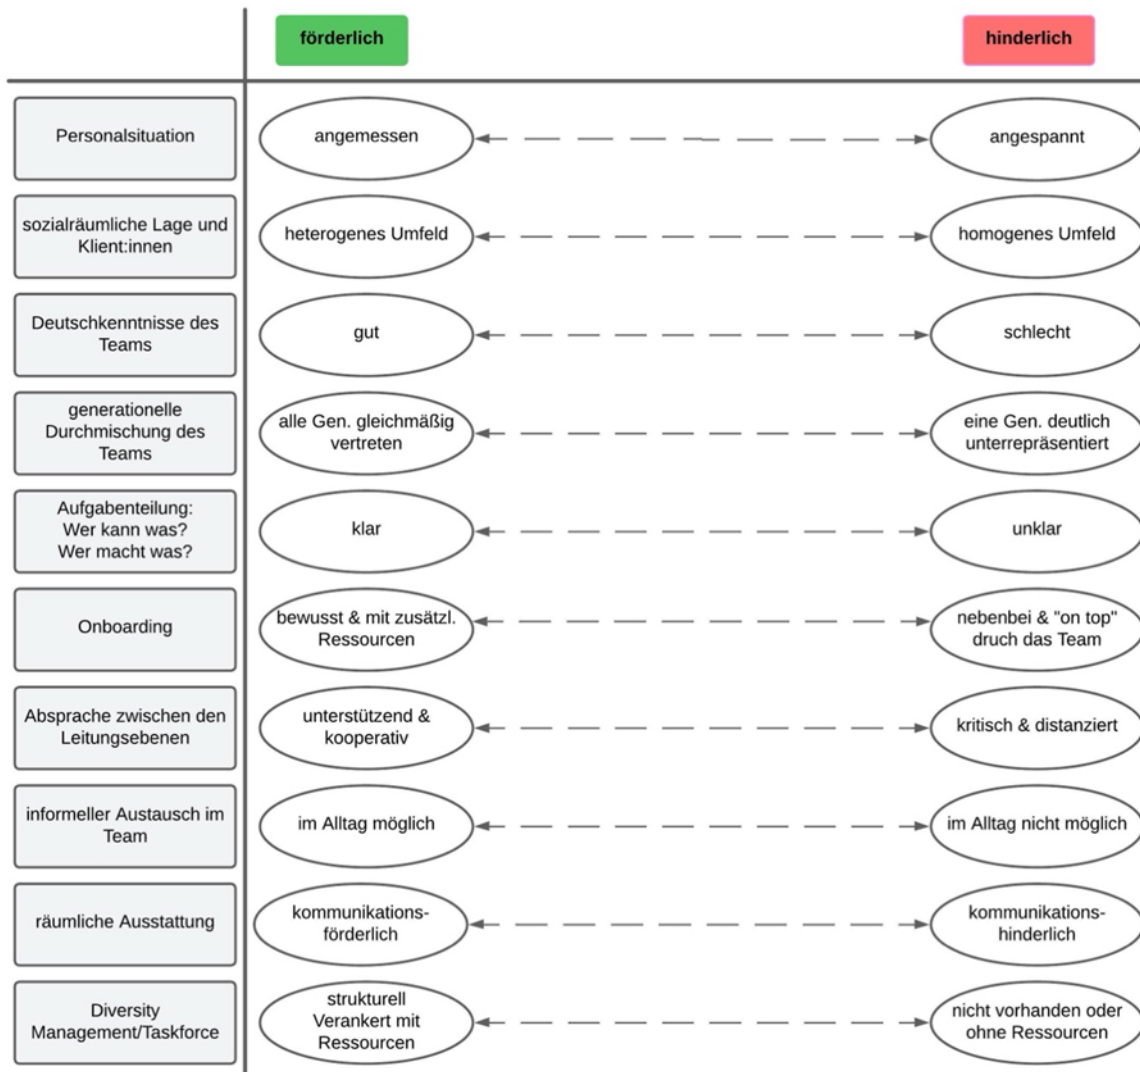 förderlich
hinderlich
Personalsituation
angemessen
angespannt
sozialräumliche Lage und
Klient:innen
heterogenes Umfeld
homogenes Umfeld
Deutschkenntnisse des
Teams
gut
schlecht
generationelle
Durchmischung des
Teams
alle Gen. gleichmäßig
vertreten
eine Gen. deutlich
unterrepräsentiert
Aufgabenteilung:
Wer kann was?
Wer macht was?
klar
unklar
Onboarding
bewusst & mit zusätzl.
Ressourcen
nebenbei & "on top"
druch das Team
Absprache zwischen den
Leitungsebenen
unterstützend &
kooperativ
kritisch & distanziert
informeller Austausch im
Team
im Alltag möglich
im Alltag nicht möglich
räumliche Ausstattung
kommunikations-
förderlich
kommunikations-
hinderlich
Diversity
Management/Taskforce
strukturell
Verankert mit
Ressourcen
nicht vorhanden oder
ohne Ressourcen